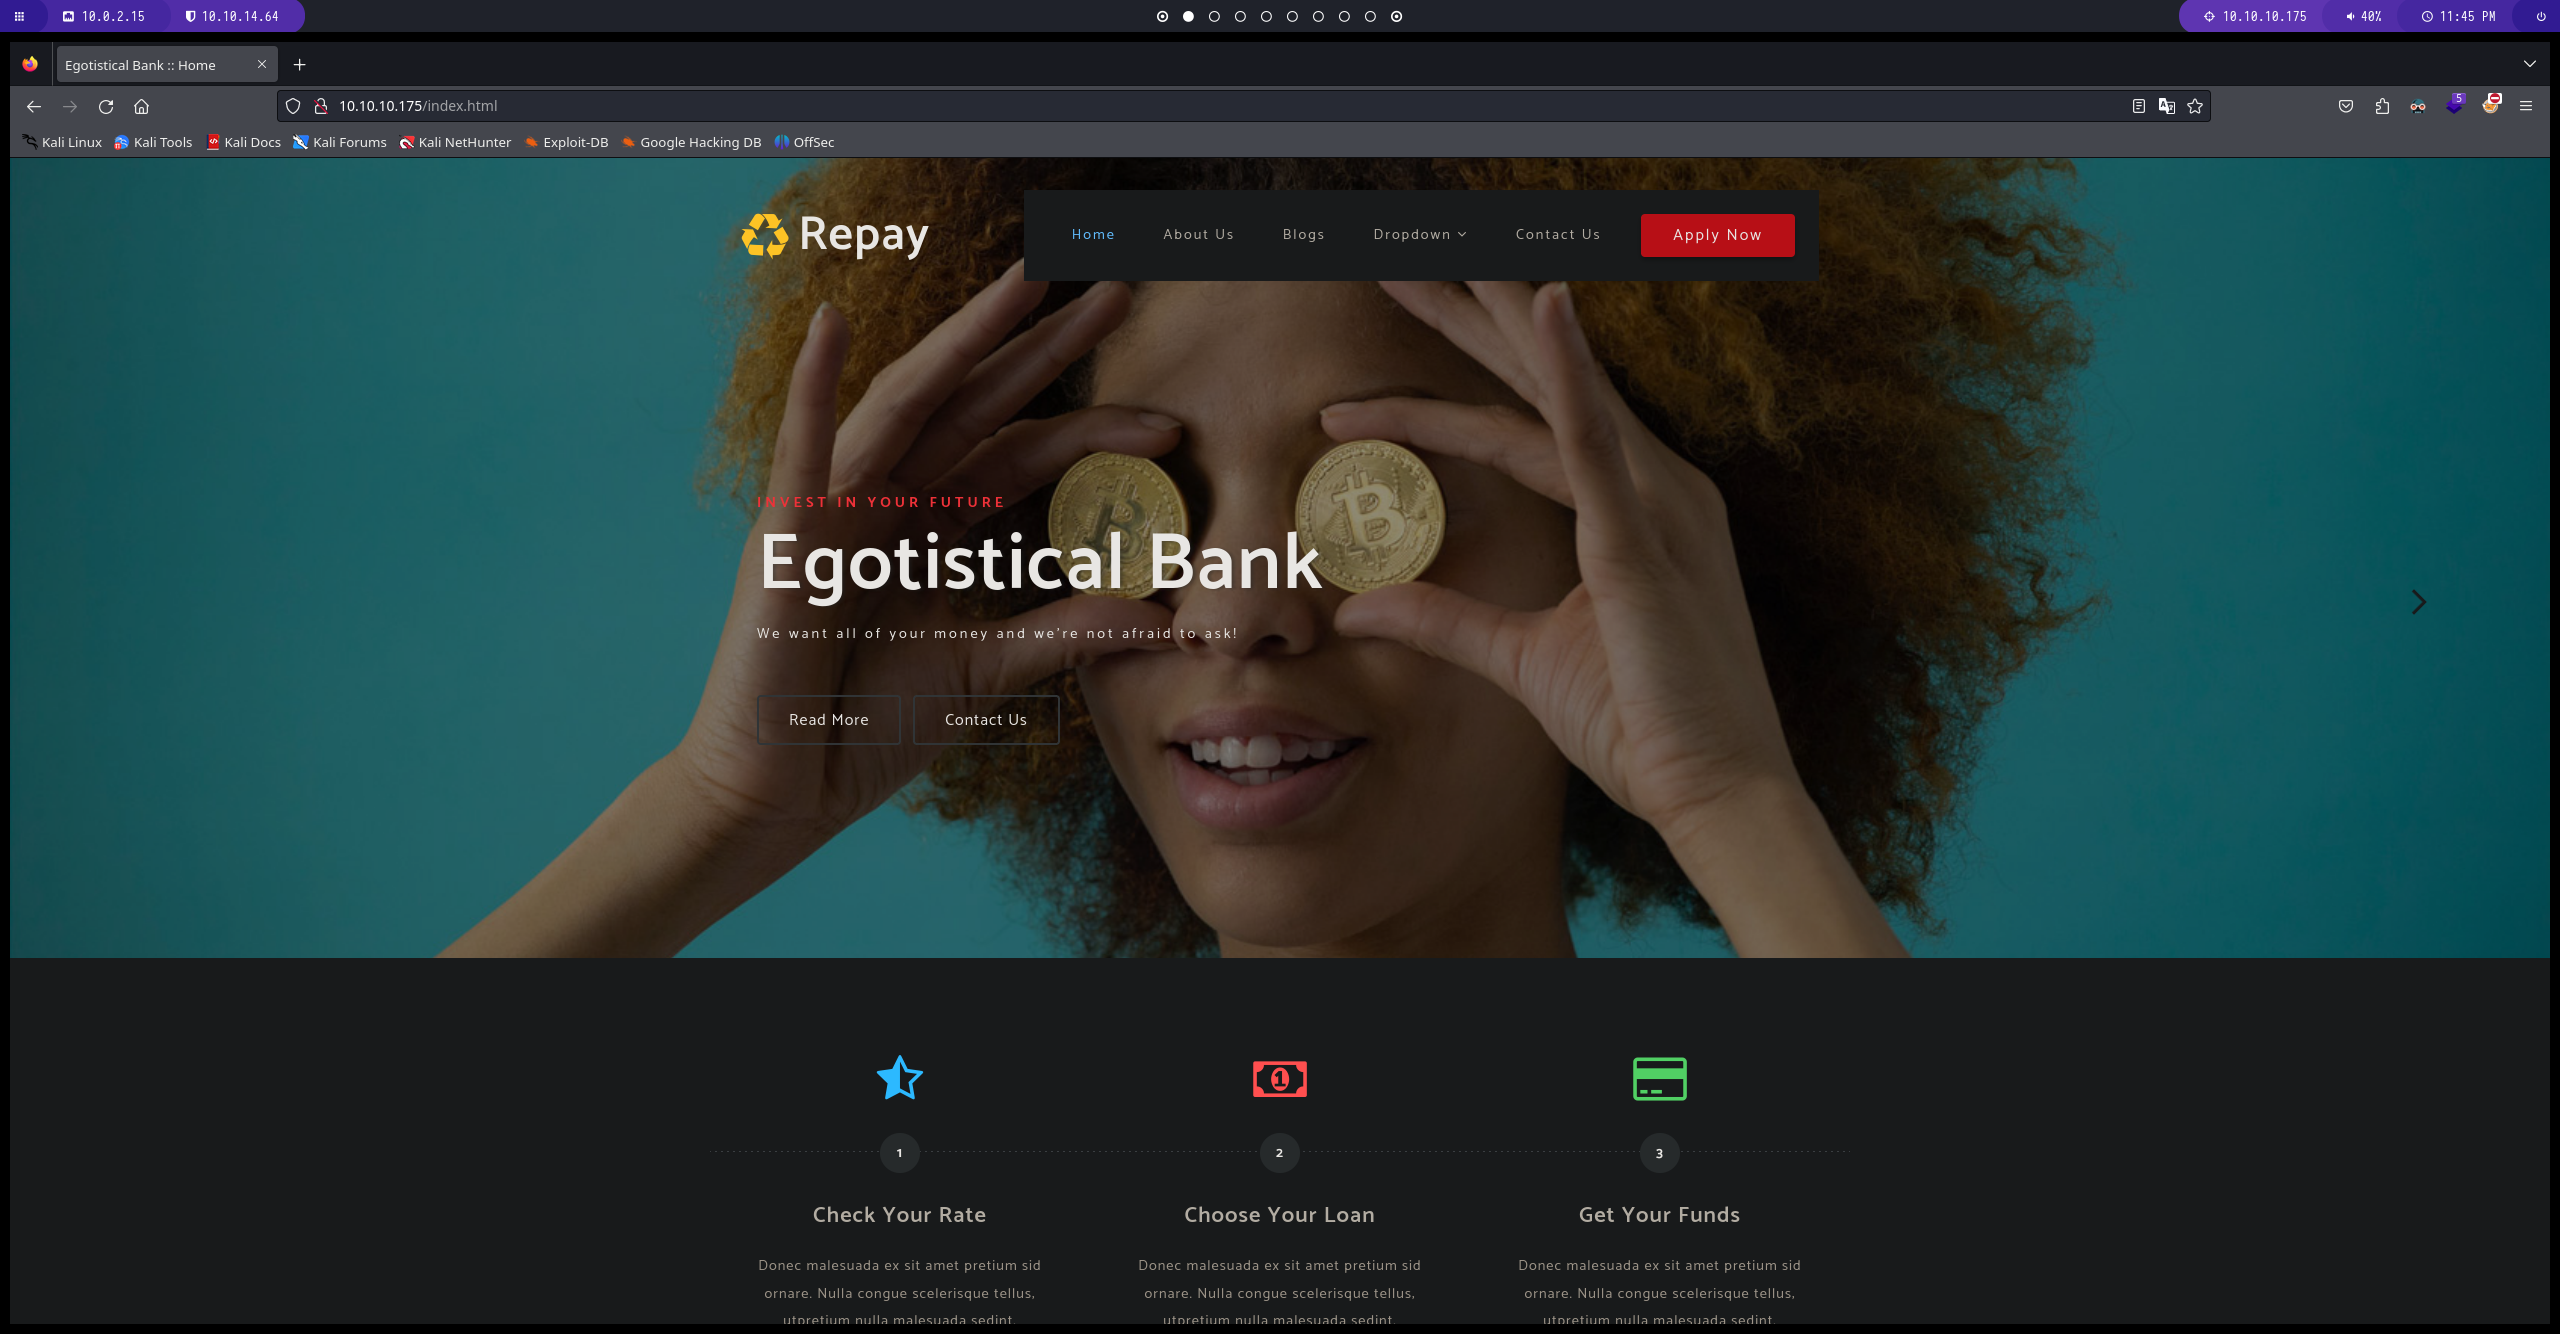 10.0.2.15 10.10.14.64 10.10.10.175 40% 11:45 PM
Egotistical Bank :: Home
10.10.10.175/index.html 5
Kali Linux Kali Tools Kali Docs Kali Forums Kali NetHunter Exploit-DB Google Hacking DB OffSec
Repay Home About Us Blogs Dropdown Contact Us Apply Now
INVEST IN YOUR FUTURE
Egotistical Bank
We want all of your money and we're not afraid to ask!
Read More Contact Us
1
1 2 3
Check Your Rate Choose Your Loan Get Your Funds
Donec malesuada ex sit amet pretium sid Donec malesuada ex sit amet pretium sid Donec malesuada ex sit amet pretium sid
ornare. Nulla congue scelerisque tellus, ornare. Nulla congue scelerisque tellus, ornare. Nulla congue scelerisque tellus,
utpretium nulla malesuada sedint. utpretium nulla malesuada sedint. utpretium nulla malesuada sedint.